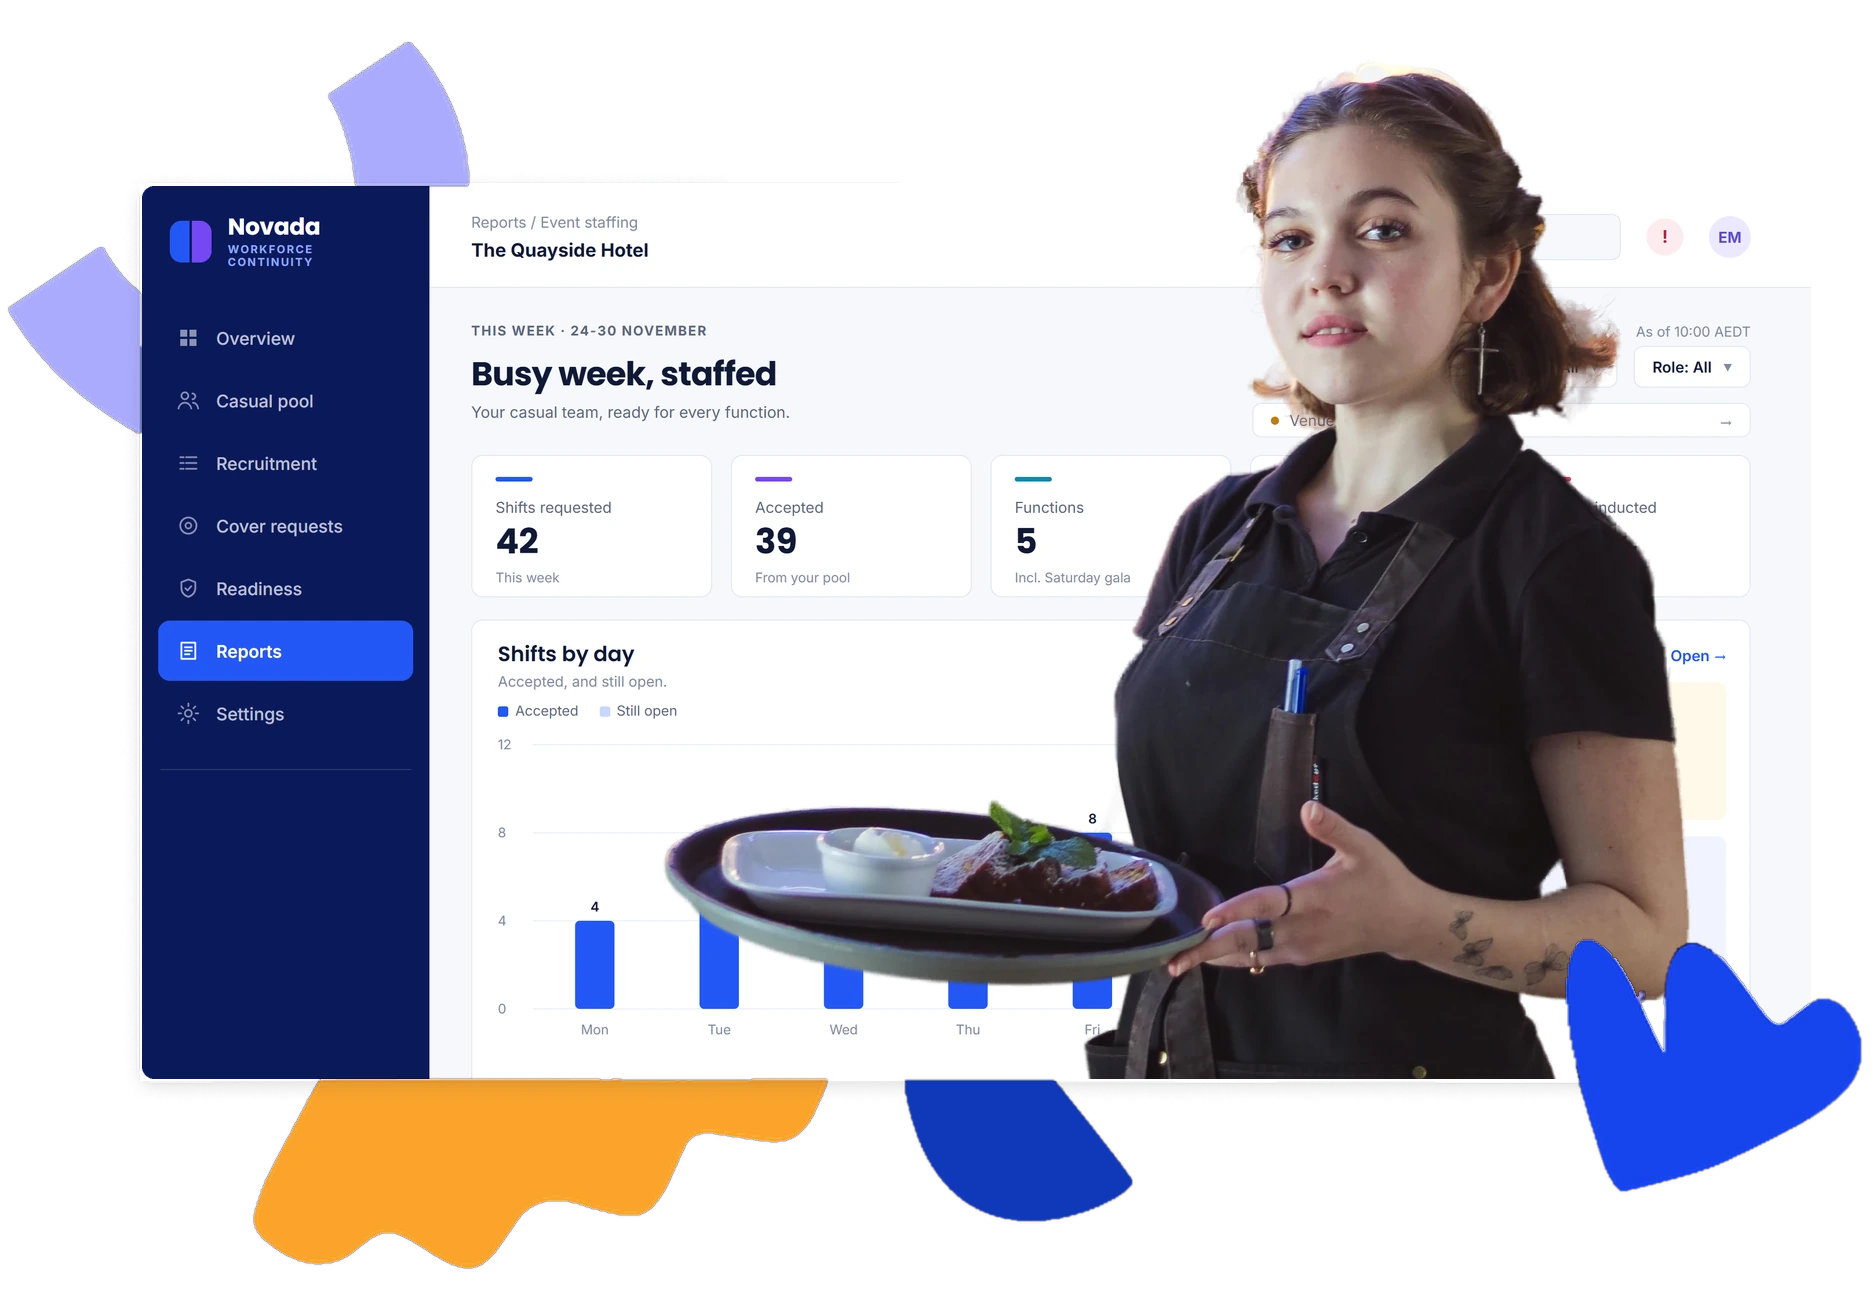 Novada
WORKFORCE
CONTINUITY
Overview
Casual pool
Recruitment
Cover requests
Readiness
Reports
Settings
Reports / Event staffing
The Quayside Hotel
!
EM
THIS WEEK · 24-30 NOVEMBER
Busy week, staffed
Your casual team, ready for every function.
As of 10:00 AEDT
Role: All ▼
Venue
→
Shifts requested
42
This week
Accepted
39
From your pool
Functions
5
Incl. Saturday gala
Shifts by day
Accepted, and still open.
Accepted
Still open
Open →
12
8
4
0
4
8
Mon
Tue
Wed
Thu
Fri